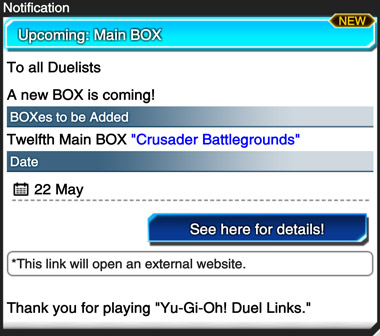 Notification
NEW
Upcoming: Main BOX
To all Duelists
A new BOX is coming!
BOXes to be Added
Twelfth Main BOX "Crusader Battlegrounds"
Date
22 May
See here for details!
*This link will open an external website.
Thank you for playing "Yu-Gi-Oh! Duel Links."